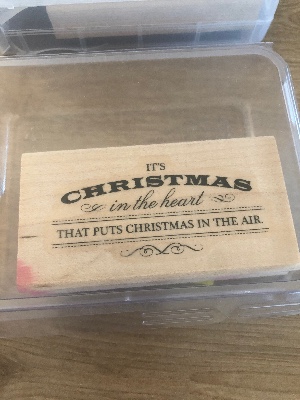 IT'S
CHRISTMAS
in the heart
THAT PUTS CHRISTMAS IN THE AIR.